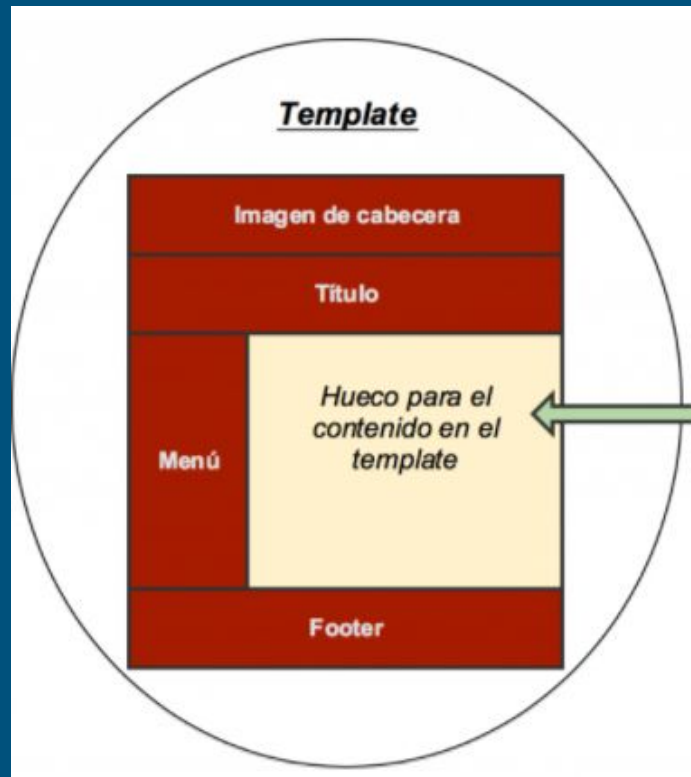 Template
Imagen de cabecera
Título
Menú
Hueco para el
contenido en el
template
Footer